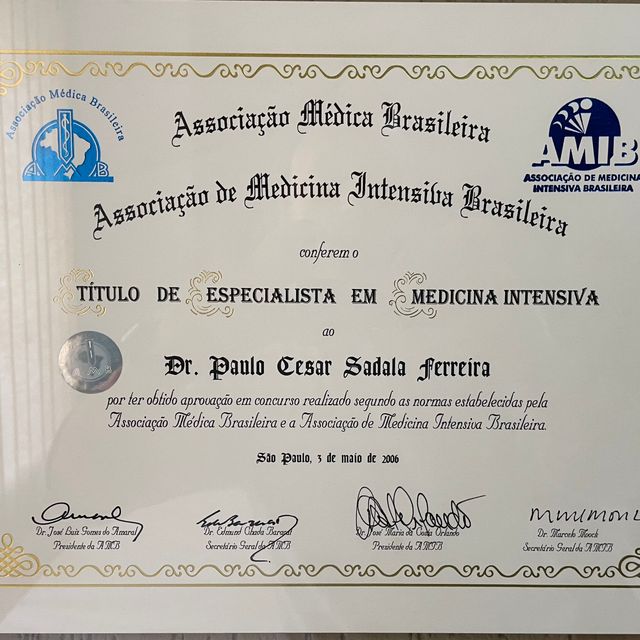 Associação Médica Brasileira
A B
AMIB
ASSOCIAÇÃO DE MEDICINA
INTENSIVA BRASILEIRA
Associação Médica Brasileira
Associação de Medicina Intensiva Brasileira
conferem o
TÍTULO DE ESPECIALISTA EM MEDICINA INTENSIVA
ao
Dr. Paulo Cesar Sadala Ferreira
por ter obtido aprovação em concurso realizado segundo as normas estabelecidas pela
Associação Médica Brasileira e a Associação de Medicina Intensiva Brasileira.
São Paulo, 3 de maio de 2006
Dr. José Luiz Gomes do Amaral
Presidente da AMB
Dr. Edmund Baracat
Secretário Geral da AMB
Dr. José Maria da Costa Orlando
Presidente da AMIB
Dr. Marcelo Moock
Secretário Geral da AMIB